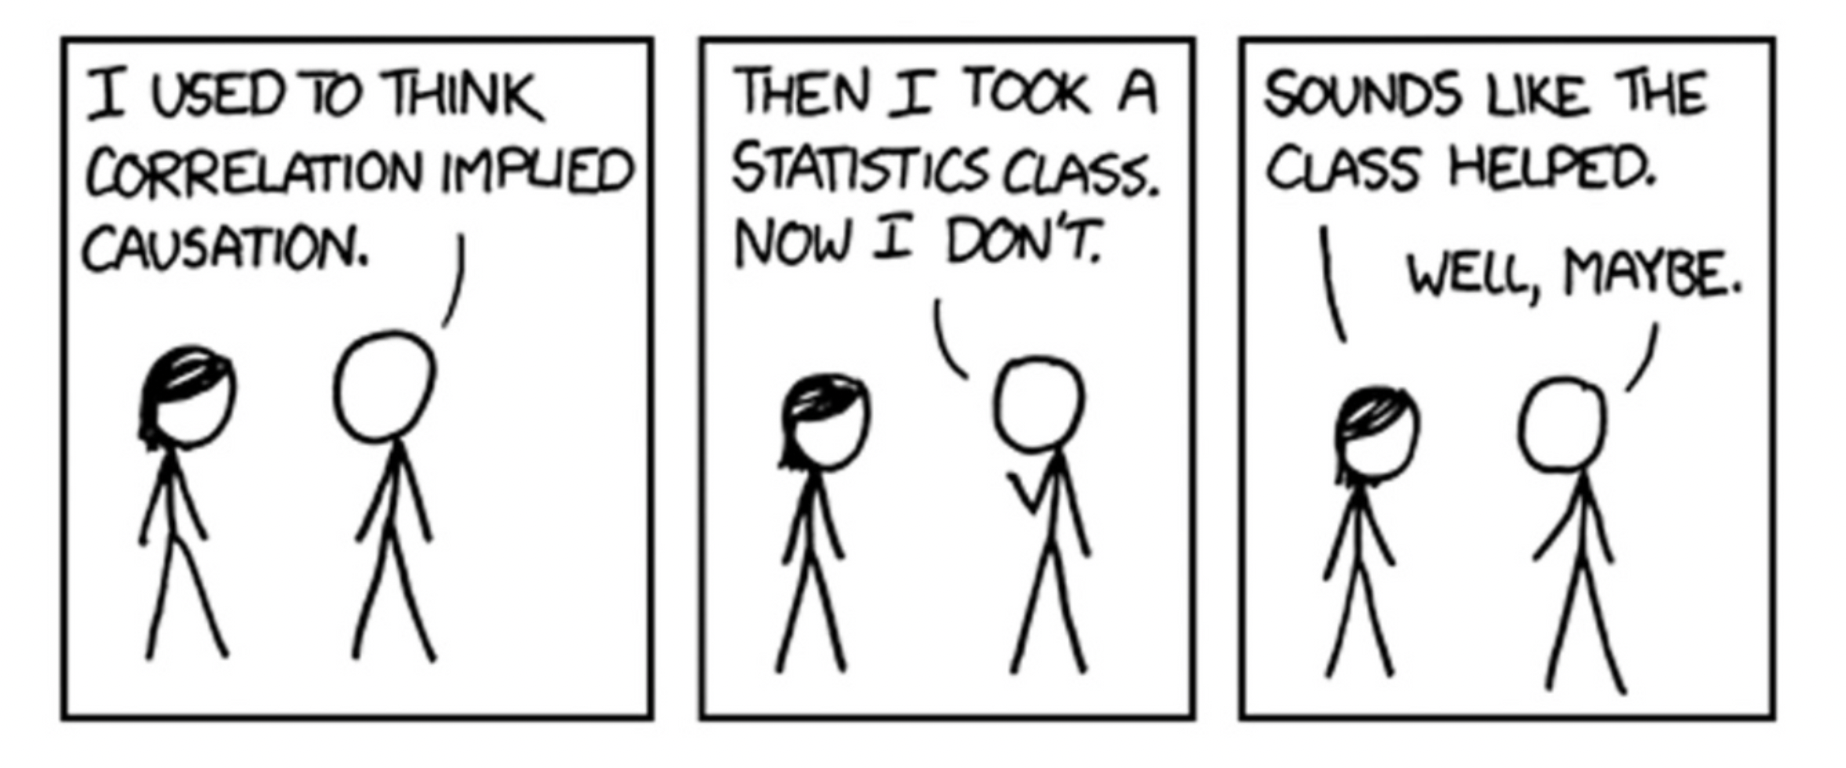 I USED TO THINK
CORRELATION IMPLIED
CAUSATION.
THEN I TOOK A
STATISTICS CLASS.
NOW I DON'T.
SOUNDS LIKE THE
CLASS HELPED.
WELL, MAYBE.